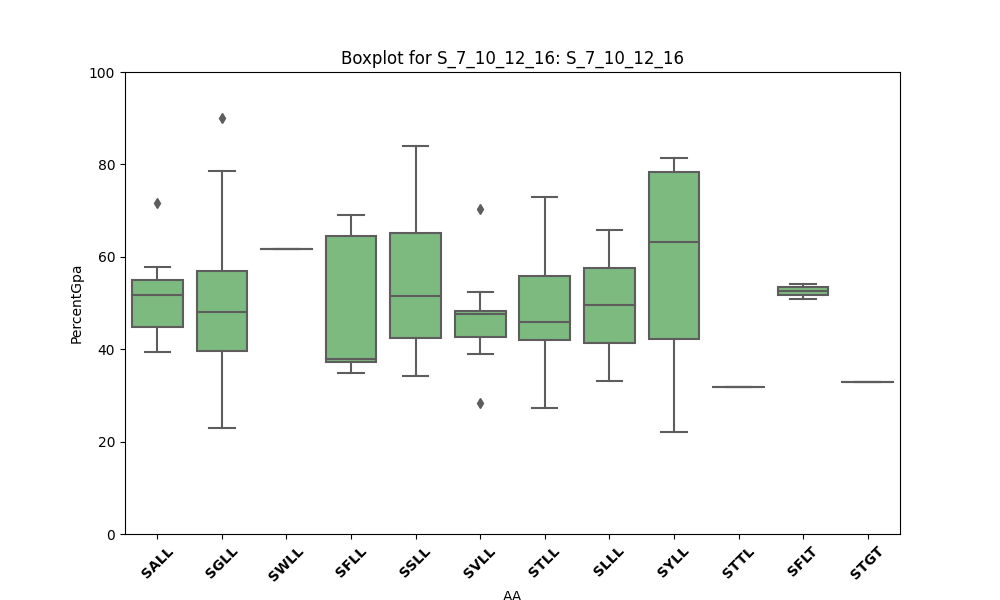 Boxplot for S_7_10_12_16: S_7_10_12_16
100
80
60
40
20
0
PercentGpa
SALL
SGLL
SWLL
SFLL
SSLL
SVLL
STLL
SLLL
SYLL
STTL
SFLT
STGT
AA